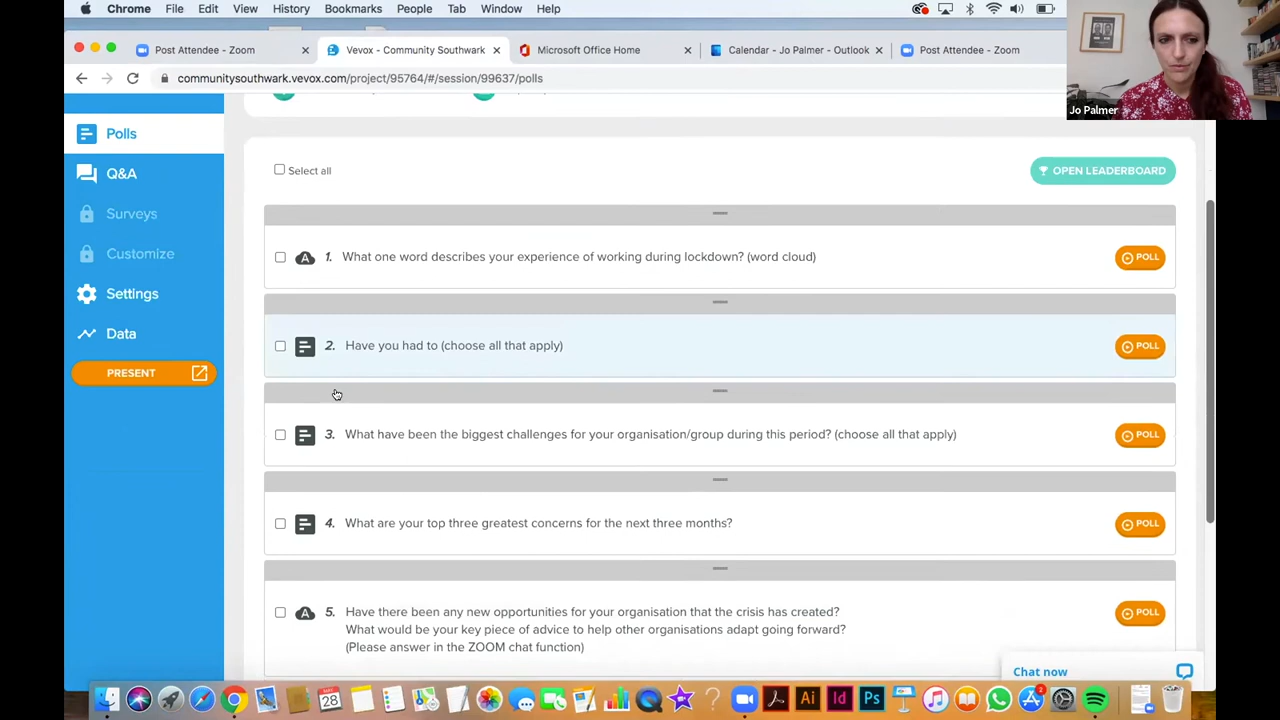 Chrome File Edit View History Bookmarks People Tab Window Help
Post Attendee - Zoom
Vevox - Community Southwark
Microsoft Office Home
Calendar - Jo Palmer - Outlook
Post Attendee - Zoom
communitysouthwark.vevox.com/project/95764/#/session/99637/polls
Jo Palmer
Polls
Q&A
Surveys
Customize
Settings
Data
PRESENT
Select all
OPEN LEADERBOARD
1. What one word describes your experience of working during lockdown? (word cloud)
POLL
2. Have you had to (choose all that apply)
POLL
3. What have been the biggest challenges for your organisation/group during this period? (choose all that apply)
POLL
4. What are your top three greatest concerns for the next three months?
POLL
5. Have there been any new opportunities for your organisation that the crisis has created?
What would be your key piece of advice to help other organisations adapt going forward?
(Please answer in the ZOOM chat function)
POLL
Chat now
28
2
Ai
Id
Ps